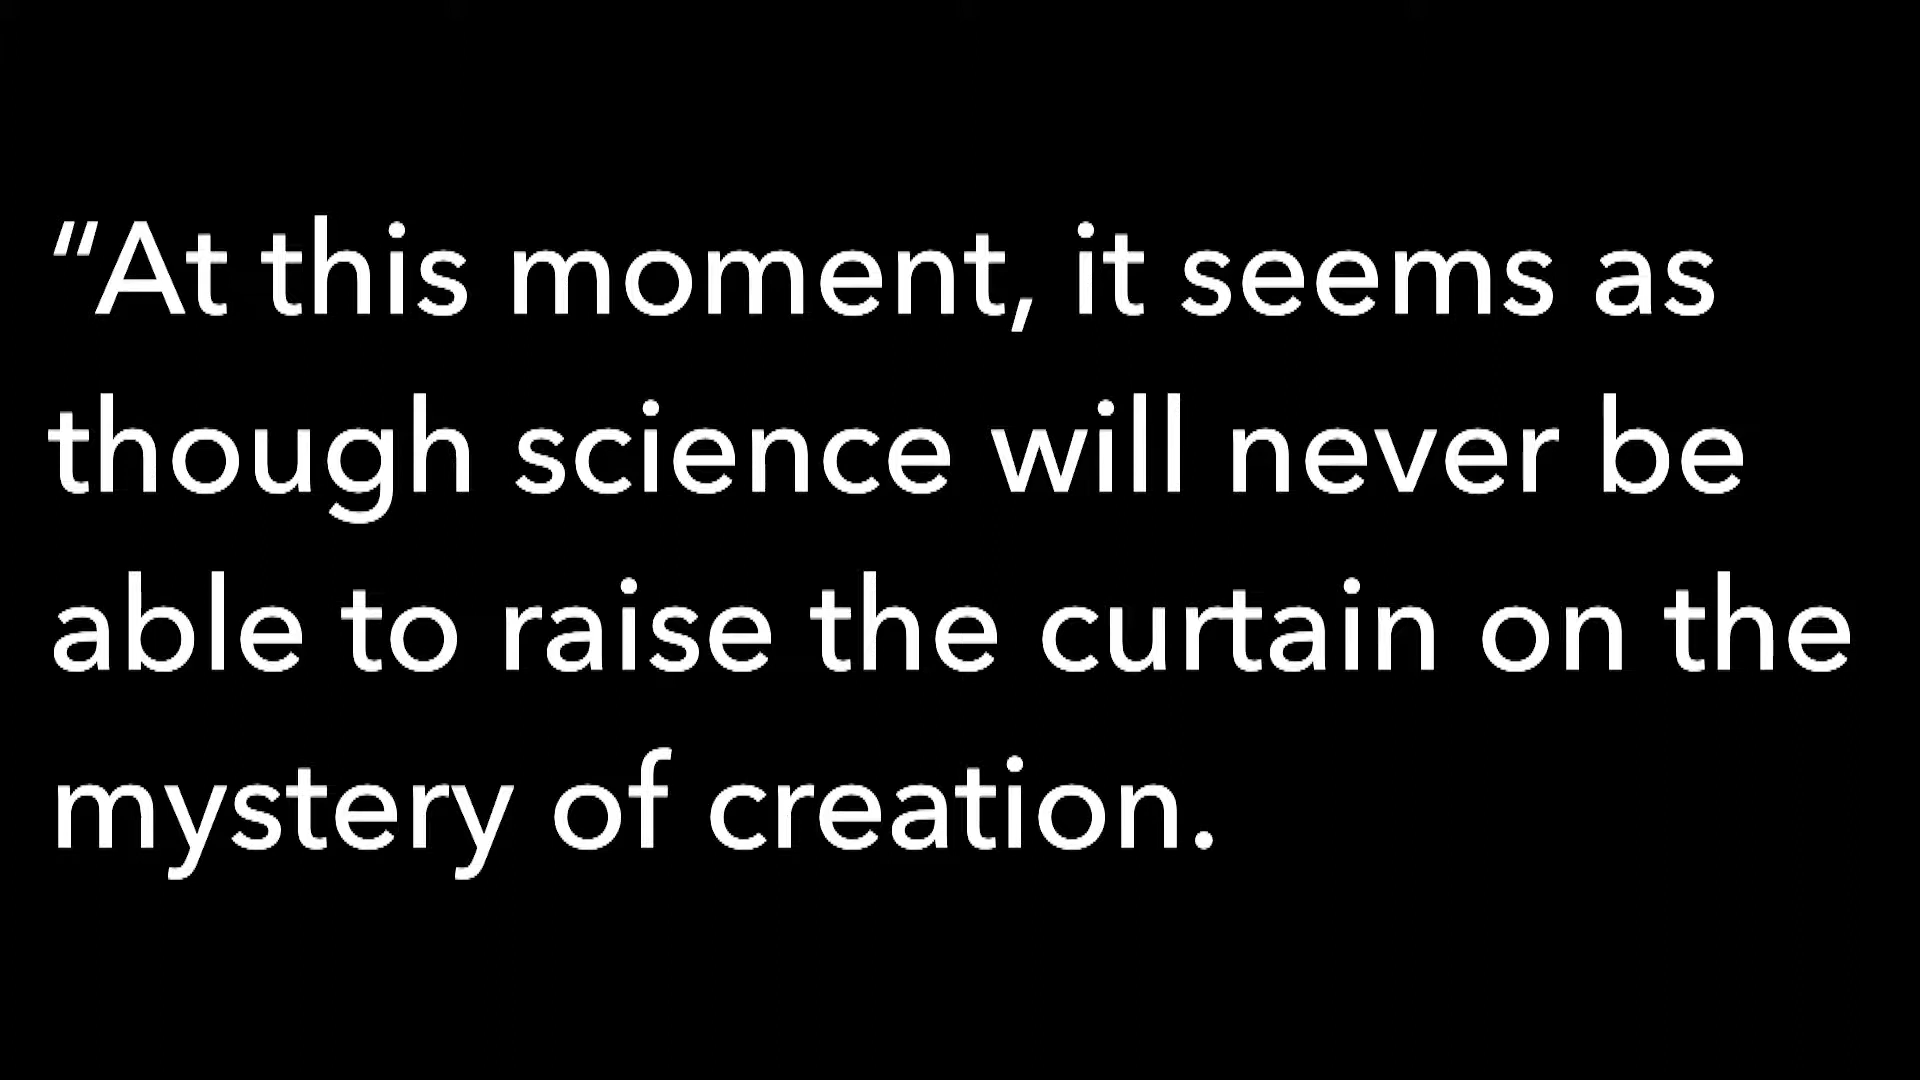 “At this moment, it seems as
though science will never be
able to raise the curtain on the
mystery of creation.